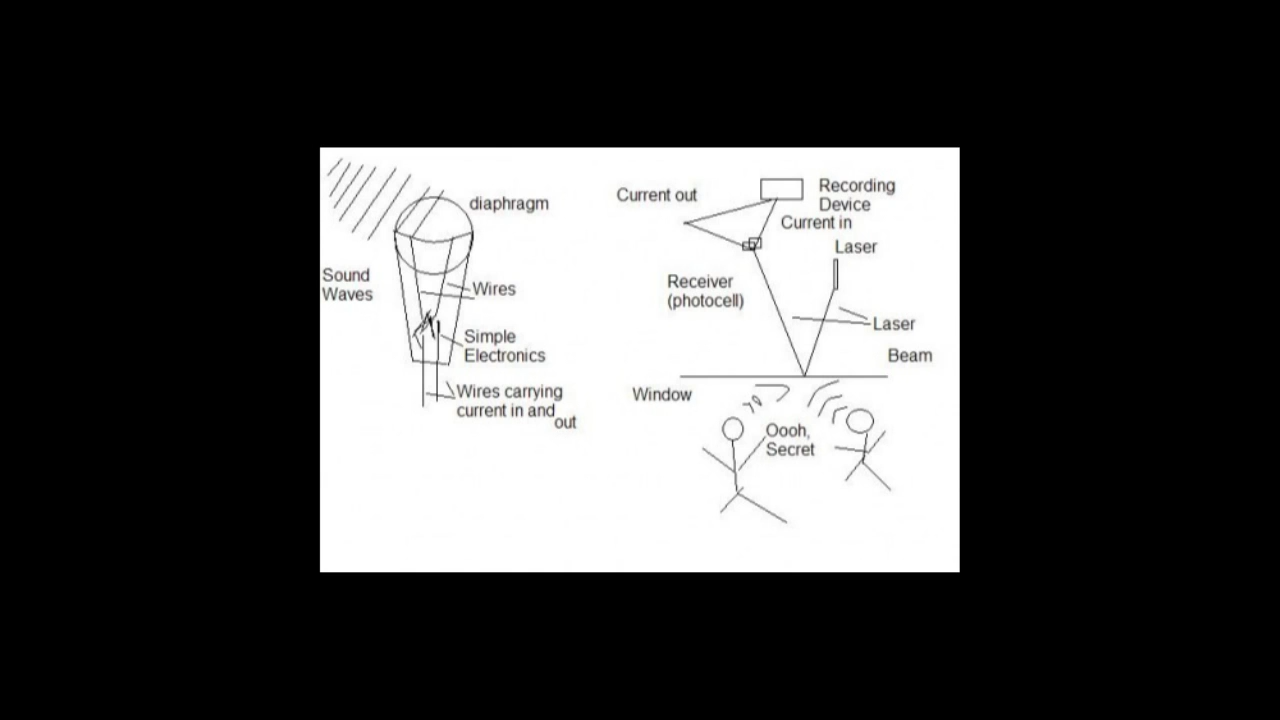 diaphragm
Sound
Waves
Wires
Simple
Electronics
Wires carrying
current in and
out
Current out
Recording
Device
Current in
Laser
Receiver
(photocell)
Laser
Beam
Window
Oooh,
Secret